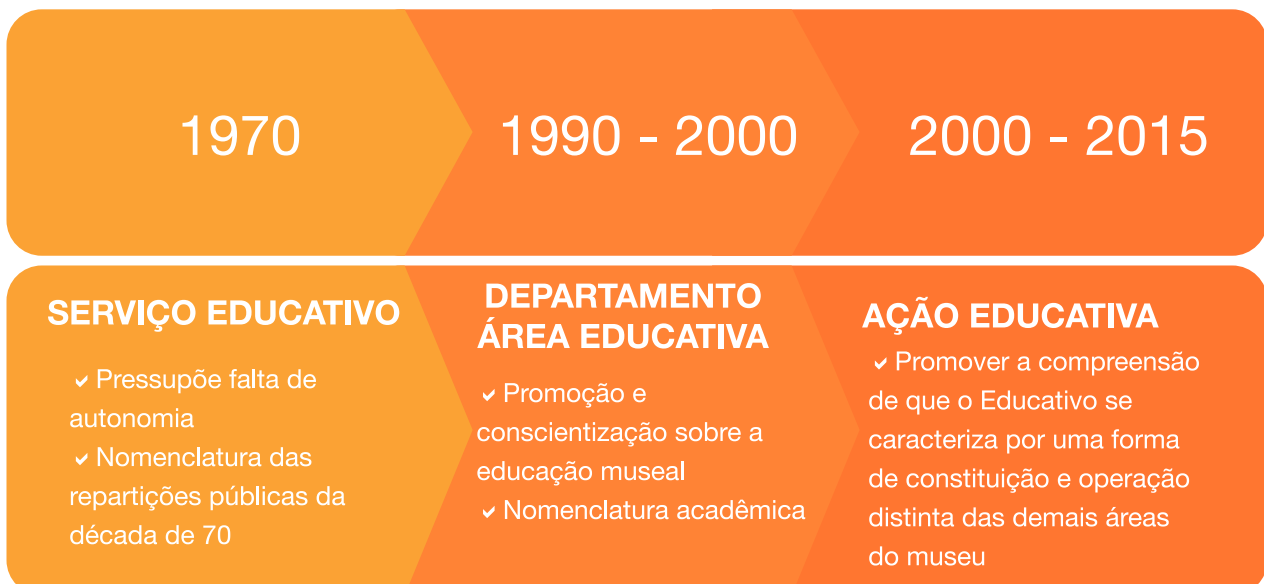 1970
1990 - 2000
2000 - 2015
SERVIÇO EDUCATIVO
✓ Pressupõe falta de
autonomia
✓ Nomenclatura das
repartições públicas da
década de 70
DEPARTAMENTO
ÁREA EDUCATIVA
✓ Promoção e
conscientização sobre a
educação museal
✓ Nomenclatura acadêmica
AÇÃO EDUCATIVA
✓ Promover a compreensão
de que o Educativo se
caracteriza por uma forma
de constituição e operação
distinta das demais áreas
do museu